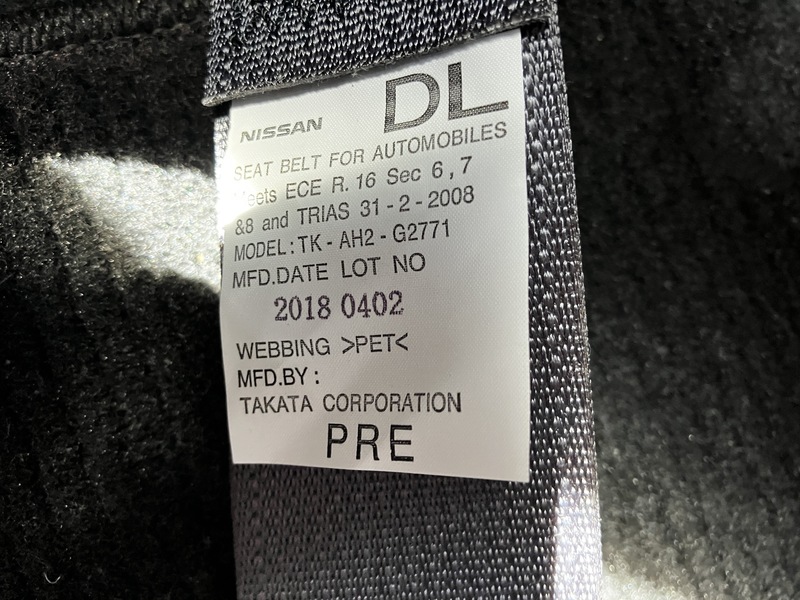 DL
NISSAN
SEAT BELT FOR AUTOMOBILES
Meets ECE R. 16 Sec 6 , 7
&8 and TRIAS 31 - 2 - 2008
MODEL : TK - AH2 - G2771
MFD.DATE LOT NO
2018 0402
WEBBING >PET<
MFD.BY :
TAKATA CORPORATION
PRE